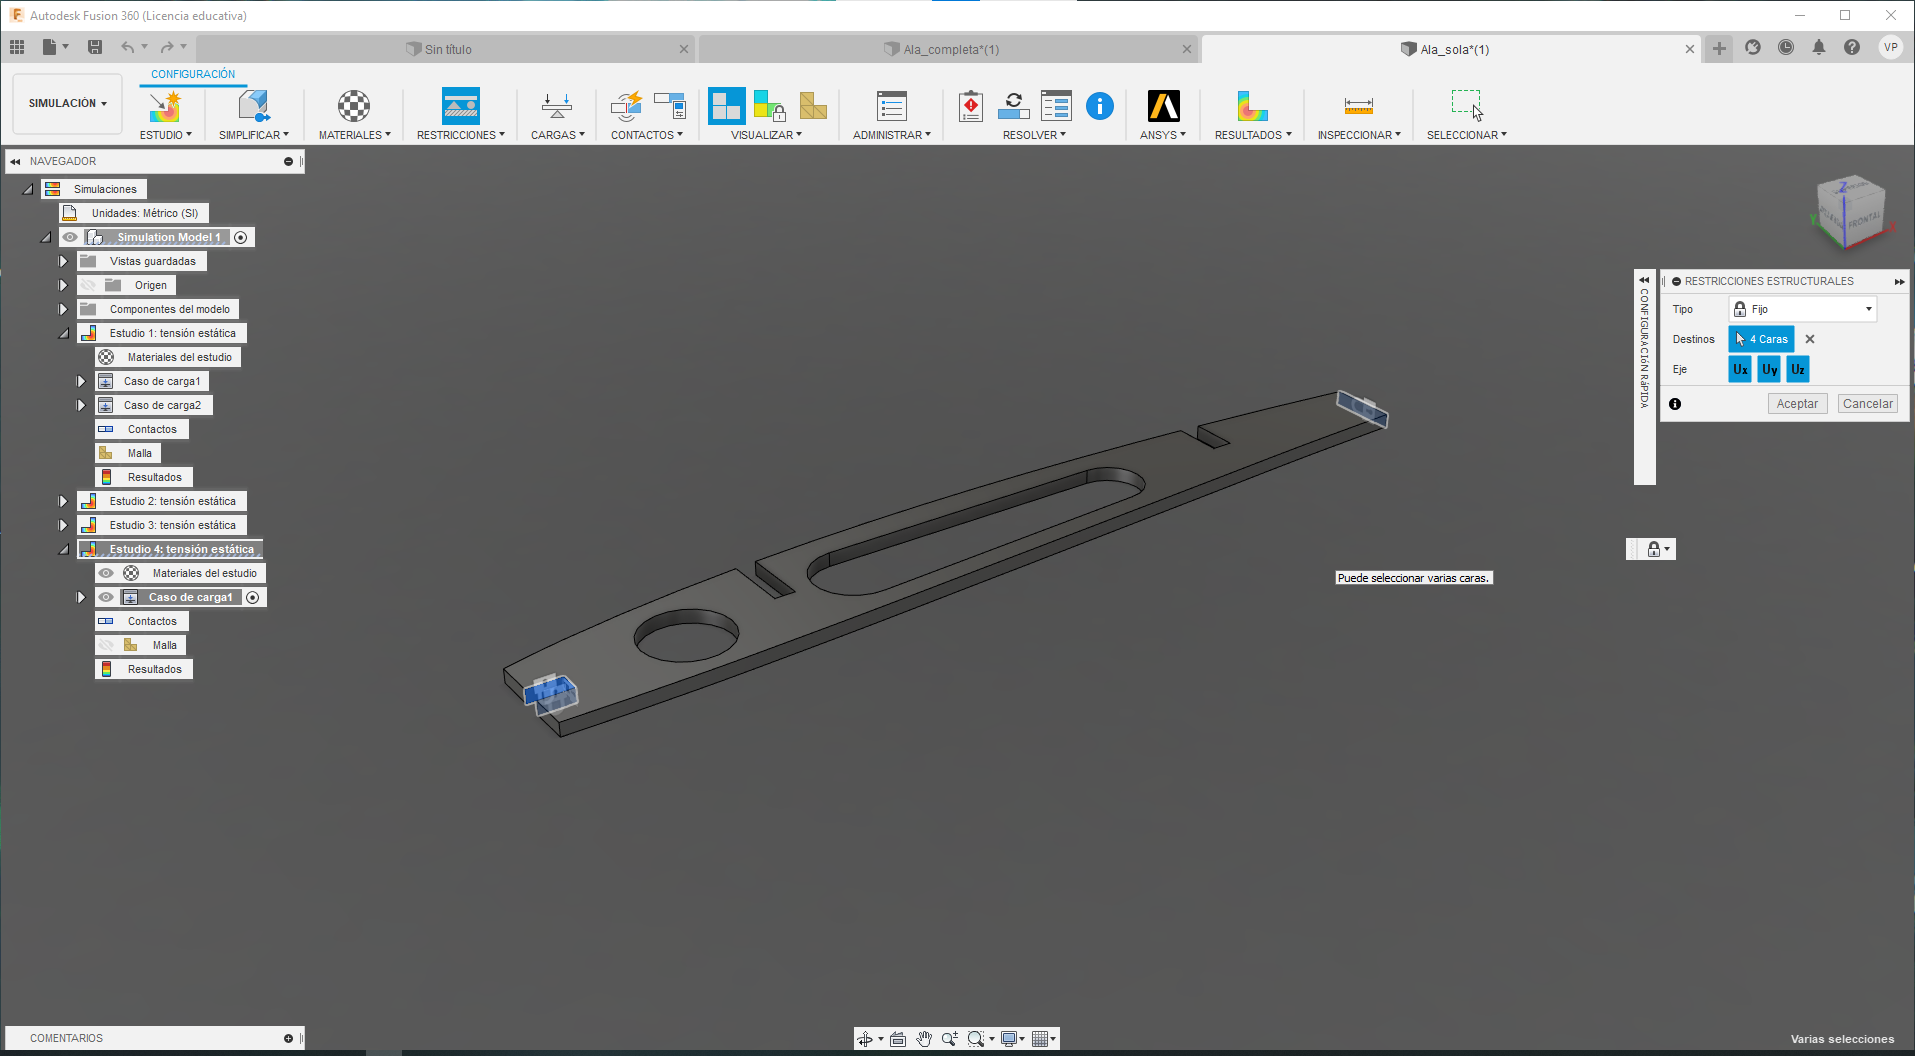 Autodesk Fusion 360 (Licencia educativa)
Sin título
Ala_completa*(1)
Ala_sola*(1)
VP
CONFIGURACIÓN
SIMULACIÓN
ESTUDIO
SIMPLIFICAR
MATERIALES
RESTRICCIONES
CARGAS
CONTACTOS
VISUALIZAR
ADMINISTRAR
RESOLVER
ANSYS
RESULTADOS
INSPECCIONAR
SELECCIONAR
NAVEGADOR
Simulaciones
Unidades: Métrico (SI)
Simulation Model 1
Vistas guardadas
Origen
Componentes del modelo
Estudio 1: tensión estática
Materiales del estudio
Caso de carga1
Caso de carga2
Contactos
Malla
Resultados
Estudio 2: tensión estática
Estudio 3: tensión estática
Estudio 4: tensión estática
Materiales del estudio
Caso de carga1
Contactos
Malla
Resultados
Z
Y
X
FRONTAL
CONFIGURACIÓN RáPIDA
RESTRICCIONES ESTRUCTURALES
Tipo
Fijo
Destinos
4 Caras
Eje
Ux Uy Uz
Aceptar
Cancelar
Puede seleccionar varias caras.
COMENTARIOS
Varias selecciones